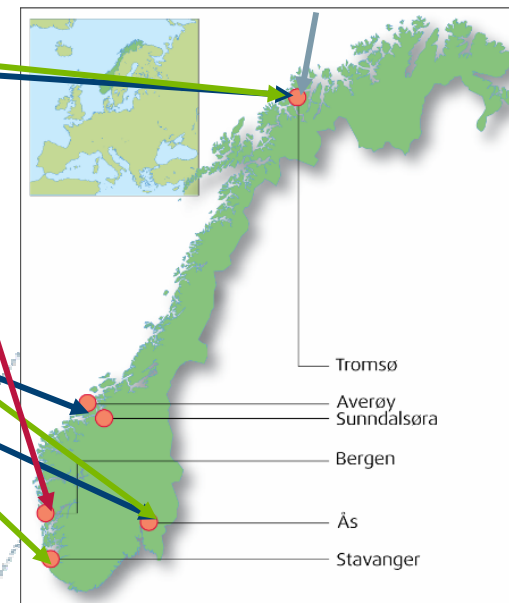 Tromsø
Averøy
Sunndalsøra
Bergen
Ås
Stavanger